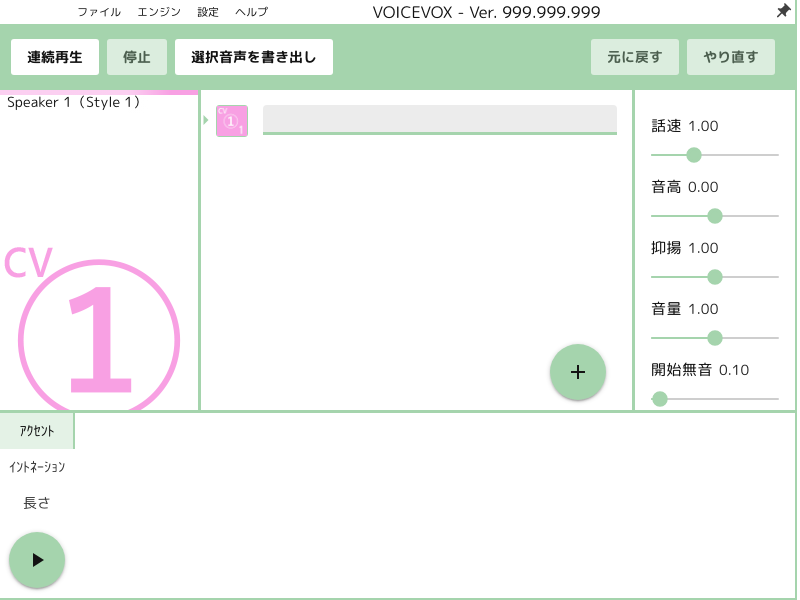 ファイル エンジン 設定 ヘルプ VOICEVOX - Ver. 999.999.999
連続再生 停止 選択音声を書き出し 元に戻す やり直す
Speaker 1（Style 1）
CV
①
CV
①
1
話速 1.00
音高 0.00
抑揚 1.00
音量 1.00
開始無音 0.10
ｱｸｾﾝﾄ
ｲﾝﾄﾈｰｼｮﾝ
長さ